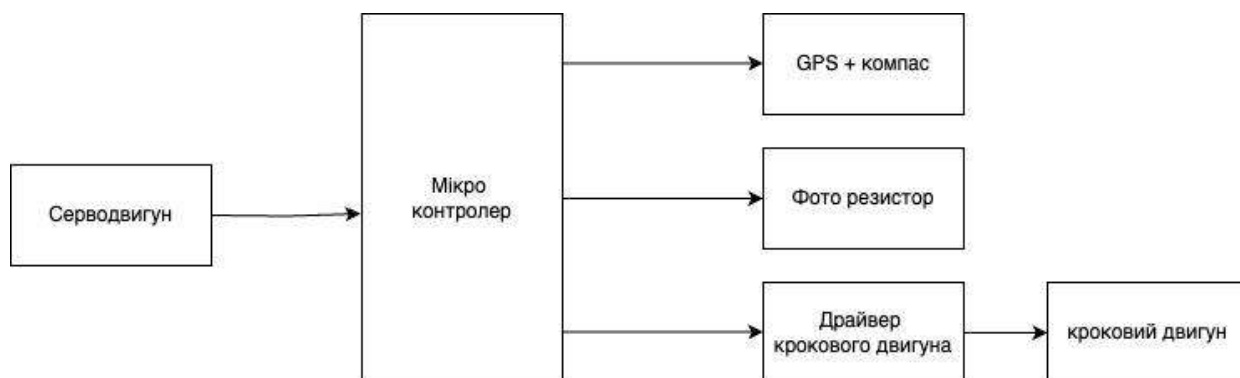 GPS + компас
Серводвигун
Мікро
контролер
Фото резистор
Драйвер
крокового двигуна
кроковий двигун